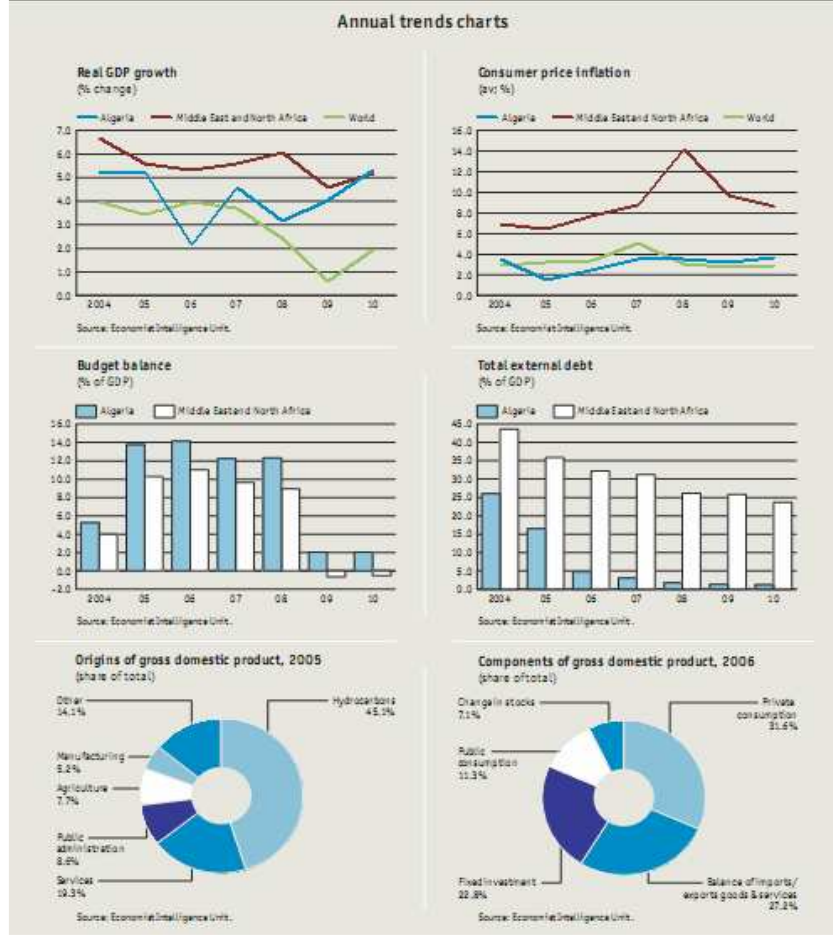 Annual trends charts
Real GDP growth
(% change)
Algeria Middle East and North Africa World
7.0
6.0
5.0
4.0
3.0
2.0
1.0
0.0
2004 05 06 07 08 09 10
Source: Economist Intelligence Unit.
Consumer price inflation
(av; %)
Algeria Middle East and North Africa World
16.0
14.0
12.0
10.0
8.0
6.0
4.0
2.0
0.0
2004 05 06 07 08 09 10
Source: Economist Intelligence Unit.
Budget balance
(% of GDP)
Algeria Middle East and North Africa
16.0
14.0
12.0
10.0
8.0
6.0
4.0
2.0
0.0
-2.0
2004 05 06 07 08 09 10
Source: Economist Intelligence Unit.
Total external debt
(% of GDP)
Algeria Middle East and North Africa
45.0
40.0
35.0
30.0
25.0
20.0
15.0
10.0
5.0
0.0
2004 05 06 07 08 09 10
Source: Economist Intelligence Unit.
Origins of gross domestic product, 2005
(share of total)
Other
14.1%
Hydrocarbons
45.1%
Manufacturing
5.2%
Agriculture
7.7%
Public
administration
8.6%
Services
19.3%
Source: Economist Intelligence Unit.
Components of gross domestic product, 2006
(share of total)
Change in stocks
7.1%
Private
consumption
31.6%
Public
consumption
11.3%
Fixed investment
22.8%
Balance of imports/
exports goods & services
27.2%
Source: Economist Intelligence Unit.